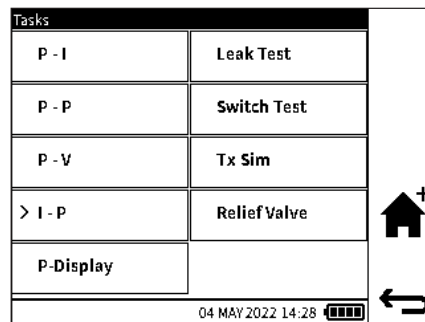 Tasks
P - I
Leak Test
P - P
Switch Test
P - V
Tx Sim
> I - P
Relief Valve
P-Display
04 MAY 2022 14:28